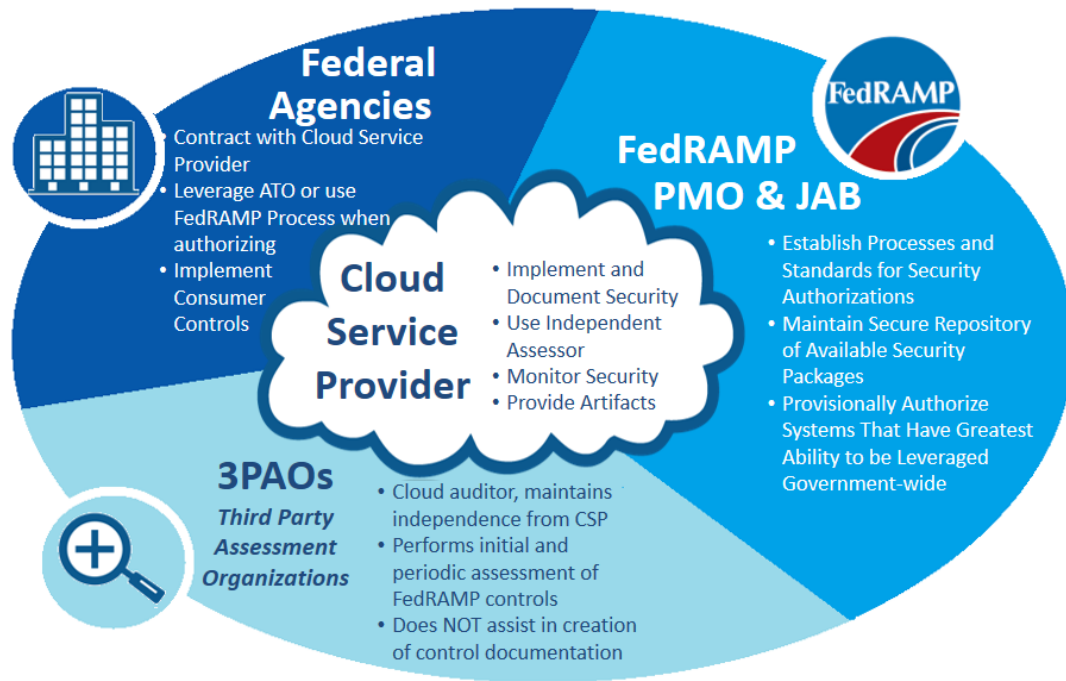 Federal
Agencies
• Contract with Cloud Service
Provider
• Leverage ATO or use
FedRAMP Process when
authorizing
• Implement
Consumer
Controls
FedRAMP
FedRAMP
PMO & JAB
• Establish Processes and
Standards for Security
Authorizations
• Maintain Secure Repository
of Available Security
Packages
• Provisionally Authorize
Systems That Have Greatest
Ability to be Leveraged
Government-wide
Cloud
Service
Provider
• Implement and
Document Security
• Use Independent
Assessor
• Monitor Security
• Provide Artifacts
3PAOs
Third Party
Assessment
Organizations
• Cloud auditor, maintains
independence from CSP
• Performs initial and
periodic assessment of
FedRAMP controls
• Does NOT assist in creation
of control documentation